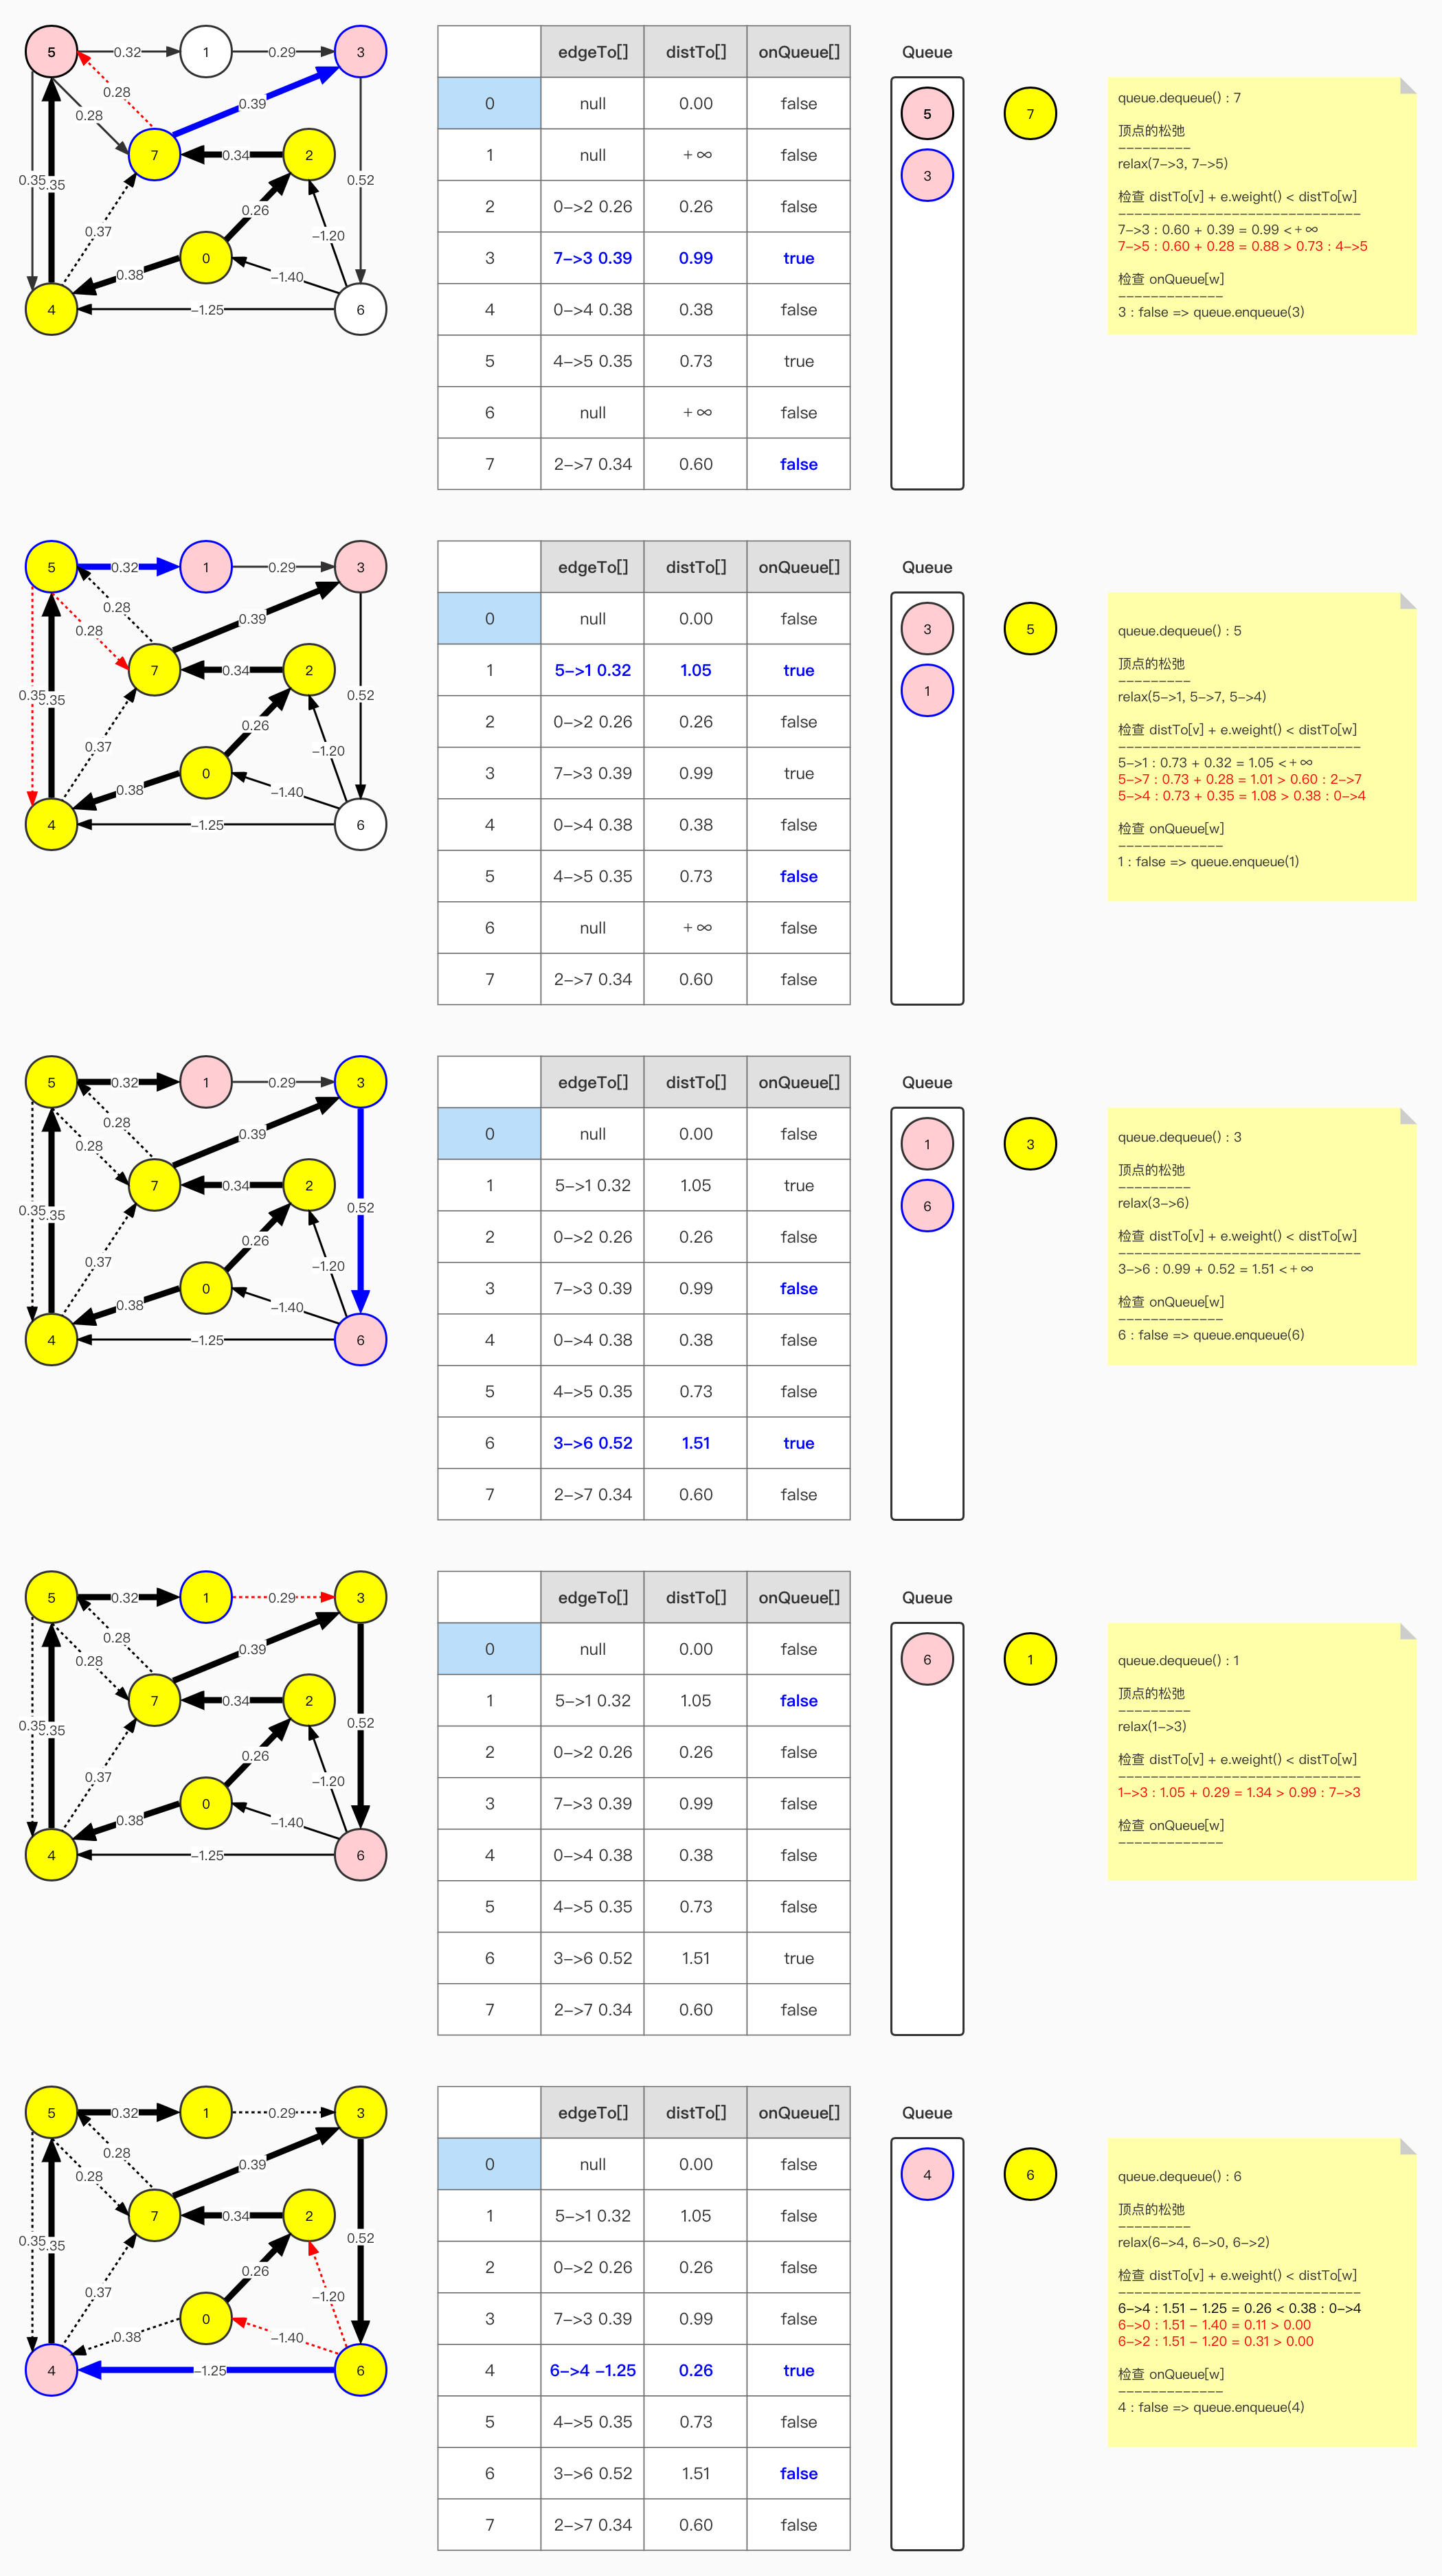 5 0.32 1 0.29 3
0.28
0.39
0.28
7 0.34 2
0.35 0.35 0.52
0.26
0.37 −1.20
0
0.38 −1.40
4 −1.25 6
edgeTo[] distTo[] onQueue[]
0 null 0.00 false
1 null +∞ false
2 0−>2 0.26 0.26 false
3 7−>3 0.39 0.99 true
4 0−>4 0.38 0.38 false
5 4−>5 0.35 0.73 true
6 null +∞ false
7 2−>7 0.34 0.60 false
Queue
5
3
7
queue.dequeue() : 7
顶点的松弛
−−−−−−−−−
relax(7−>3, 7−>5)
检查 distTo[v] + e.weight() < distTo[w]
−−−−−−−−−−−−−−−−−−−−−−−−−−−−−−
7−>3 : 0.60 + 0.39 = 0.99 <+∞
7−>5 : 0.60 + 0.28 = 0.88 > 0.73 : 4−>5
检查 onQueue[w]
−−−−−−−−−−−−−
3 : false => queue.enqueue(3)
5 0.32 1 0.29 3
0.28
0.39
0.28
7 0.34 2
0.35 0.35 0.52
0.26
0.37 −1.20
0
0.38 −1.40
4 −1.25 6
edgeTo[] distTo[] onQueue[]
0 null 0.00 false
1 5−>1 0.32 1.05 true
2 0−>2 0.26 0.26 false
3 7−>3 0.39 0.99 true
4 0−>4 0.38 0.38 false
5 4−>5 0.35 0.73 false
6 null +∞ false
7 2−>7 0.34 0.60 false
Queue
3
1
5
queue.dequeue() : 5
顶点的松弛
−−−−−−−−−
relax(5−>1, 5−>7, 5−>4)
检查 distTo[v] + e.weight() < distTo[w]
−−−−−−−−−−−−−−−−−−−−−−−−−−−−−−
5−>1 : 0.73 + 0.32 = 1.05 <+∞
5−>7 : 0.73 + 0.28 = 1.01 > 0.60 : 2−>7
5−>4 : 0.73 + 0.35 = 1.08 > 0.38 : 0−>4
检查 onQueue[w]
−−−−−−−−−−−−−
1 : false => queue.enqueue(1)
5 0.32 1 0.29 3
0.28
0.39
0.28
7 0.34 2
0.35 0.35 0.52
0.26
0.37 −1.20
0
0.38 −1.40
4 −1.25 6
edgeTo[] distTo[] onQueue[]
0 null 0.00 false
1 5−>1 0.32 1.05 true
2 0−>2 0.26 0.26 false
3 7−>3 0.39 0.99 false
4 0−>4 0.38 0.38 false
5 4−>5 0.35 0.73 false
6 3−>6 0.52 1.51 true
7 2−>7 0.34 0.60 false
Queue
1
6
3
queue.dequeue() : 3
顶点的松弛
−−−−−−−−−
relax(3−>6)
检查 distTo[v] + e.weight() < distTo[w]
−−−−−−−−−−−−−−−−−−−−−−−−−−−−−−
3−>6 : 0.99 + 0.52 = 1.51 <+∞
检查 onQueue[w]
−−−−−−−−−−−−−
6 : false => queue.enqueue(6)
5 0.32 1 0.29 3
0.28
0.39
0.28
7 0.34 2
0.35 0.35 0.52
0.26
0.37 −1.20
0
0.38 −1.40
4 −1.25 6
edgeTo[] distTo[] onQueue[]
0 null 0.00 false
1 5−>1 0.32 1.05 false
2 0−>2 0.26 0.26 false
3 7−>3 0.39 0.99 false
4 0−>4 0.38 0.38 false
5 4−>5 0.35 0.73 false
6 3−>6 0.52 1.51 true
7 2−>7 0.34 0.60 false
Queue
6
1
queue.dequeue() : 1
顶点的松弛
−−−−−−−−−
relax(1−>3)
检查 distTo[v] + e.weight() < distTo[w]
−−−−−−−−−−−−−−−−−−−−−−−−−−−−−−
1−>3 : 1.05 + 0.29 = 1.34 > 0.99 : 7−>3
检查 onQueue[w]
−−−−−−−−−−−−−
5 0.32 1 0.29 3
0.28
0.39
0.28
7 0.34 2
0.35 0.35 0.52
0.26
0.37 −1.20
0
0.38 −1.40
4 −1.25 6
edgeTo[] distTo[] onQueue[]
0 null 0.00 false
1 5−>1 0.32 1.05 false
2 0−>2 0.26 0.26 false
3 7−>3 0.39 0.99 false
4 6−>4 −1.25 0.26 true
5 4−>5 0.35 0.73 false
6 3−>6 0.52 1.51 false
7 2−>7 0.34 0.60 false
Queue
4
6
queue.dequeue() : 6
顶点的松弛
−−−−−−−−−
relax(6−>4, 6−>0, 6−>2)
检查 distTo[v] + e.weight() < distTo[w]
−−−−−−−−−−−−−−−−−−−−−−−−−−−−−−
6−>4 : 1.51 − 1.25 = 0.26 < 0.38 : 0−>4
6−>0 : 1.51 − 1.40 = 0.11 > 0.00
6−>2 : 1.51 − 1.20 = 0.31 > 0.00
检查 onQueue[w]
−−−−−−−−−−−−−
4 : false => queue.enqueue(4)